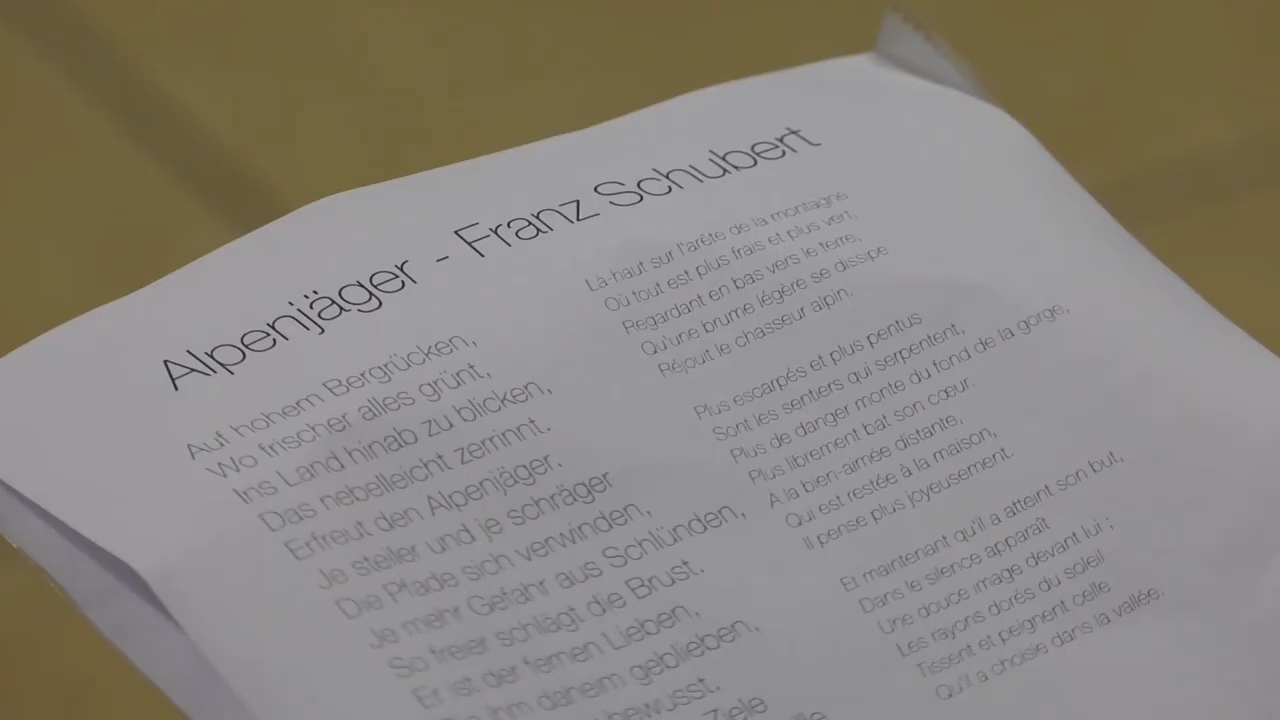 Alpenjäger - Franz Schubert
Auf hohem Bergrücken,
Wo frischer alles grünt,
Ins Land hinab zu blicken,
Das nebelleicht zerrinnt.
Erfreut den Alpenjäger.
Je steiler und je schräger
Die Pfade sich verwinden,
Je mehr Gefahr aus Schlünden,
So freier schlägt die Brust.
Er ist der fernen Lieben,
ihm daheim geblieben,
bewusst.
Ziele
Là-haut sur l'arête de la montagne
Où tout est plus frais et plus vert,
Regardant en bas vers le terre,
Qu'une brume légère se dissipe
Réjouit le chasseur alpin.
Plus escarpés et plus pentus
Sont les sentiers qui serpentent,
Plus de danger monte du fond de la gorge,
Plus librement bat son cœur.
A la bien-aimée distante,
Qui est restée à la maison,
Il pense plus joyeusement.
Et maintenant qu'il a atteint son but,
Dans le silence apparaît
Une douce image devant lui ;
Les rayons dorés du soleil
Tissent et peignent celle
Qu'il a choisie dans la vallée.